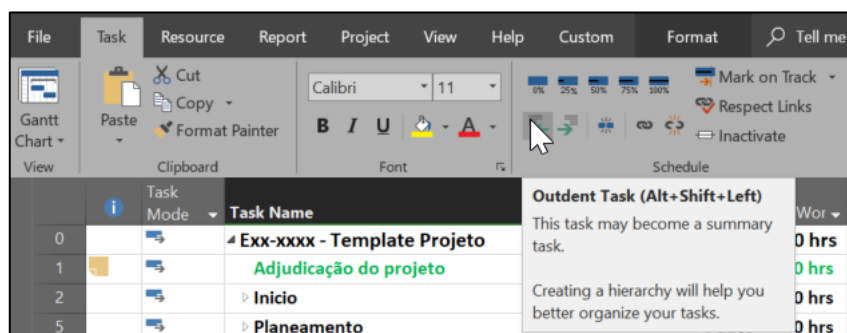 File Task Resource Report Project View Help Custom Format Tell me
Cut
Copy
Format Painter
Paste
Gantt
Chart
Calibri 11
B I U A
0% 25% 50% 75% 100%
Mark on Track
Respect Links
Inactivate
View Clipboard Font Schedule
Outdent Task (Alt+Shift+Left)
This task may become a summary
task.
Creating a hierarchy will help you
better organize your tasks.
Task
Mode Task Name Wor
0 Exx-xxxx - Template Projeto 0 hrs
1 Adjudicação do projeto 0 hrs
2 Inicio 0 hrs
5 Planeamento 0 hrs